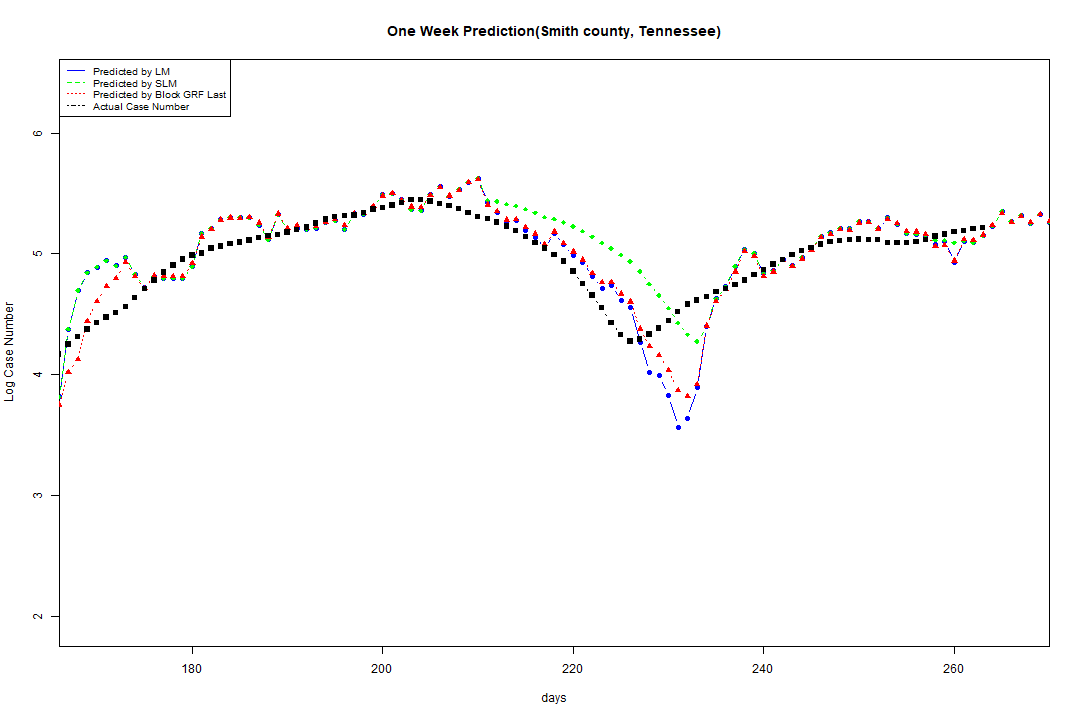 One Week Prediction(Smith county, Tennessee)
Predicted by LM
Predicted by SLM
Predicted by Block GRF Last
Actual Case Number
6
5
4
3
2
Log Case Number
180 200 220 240 260
days